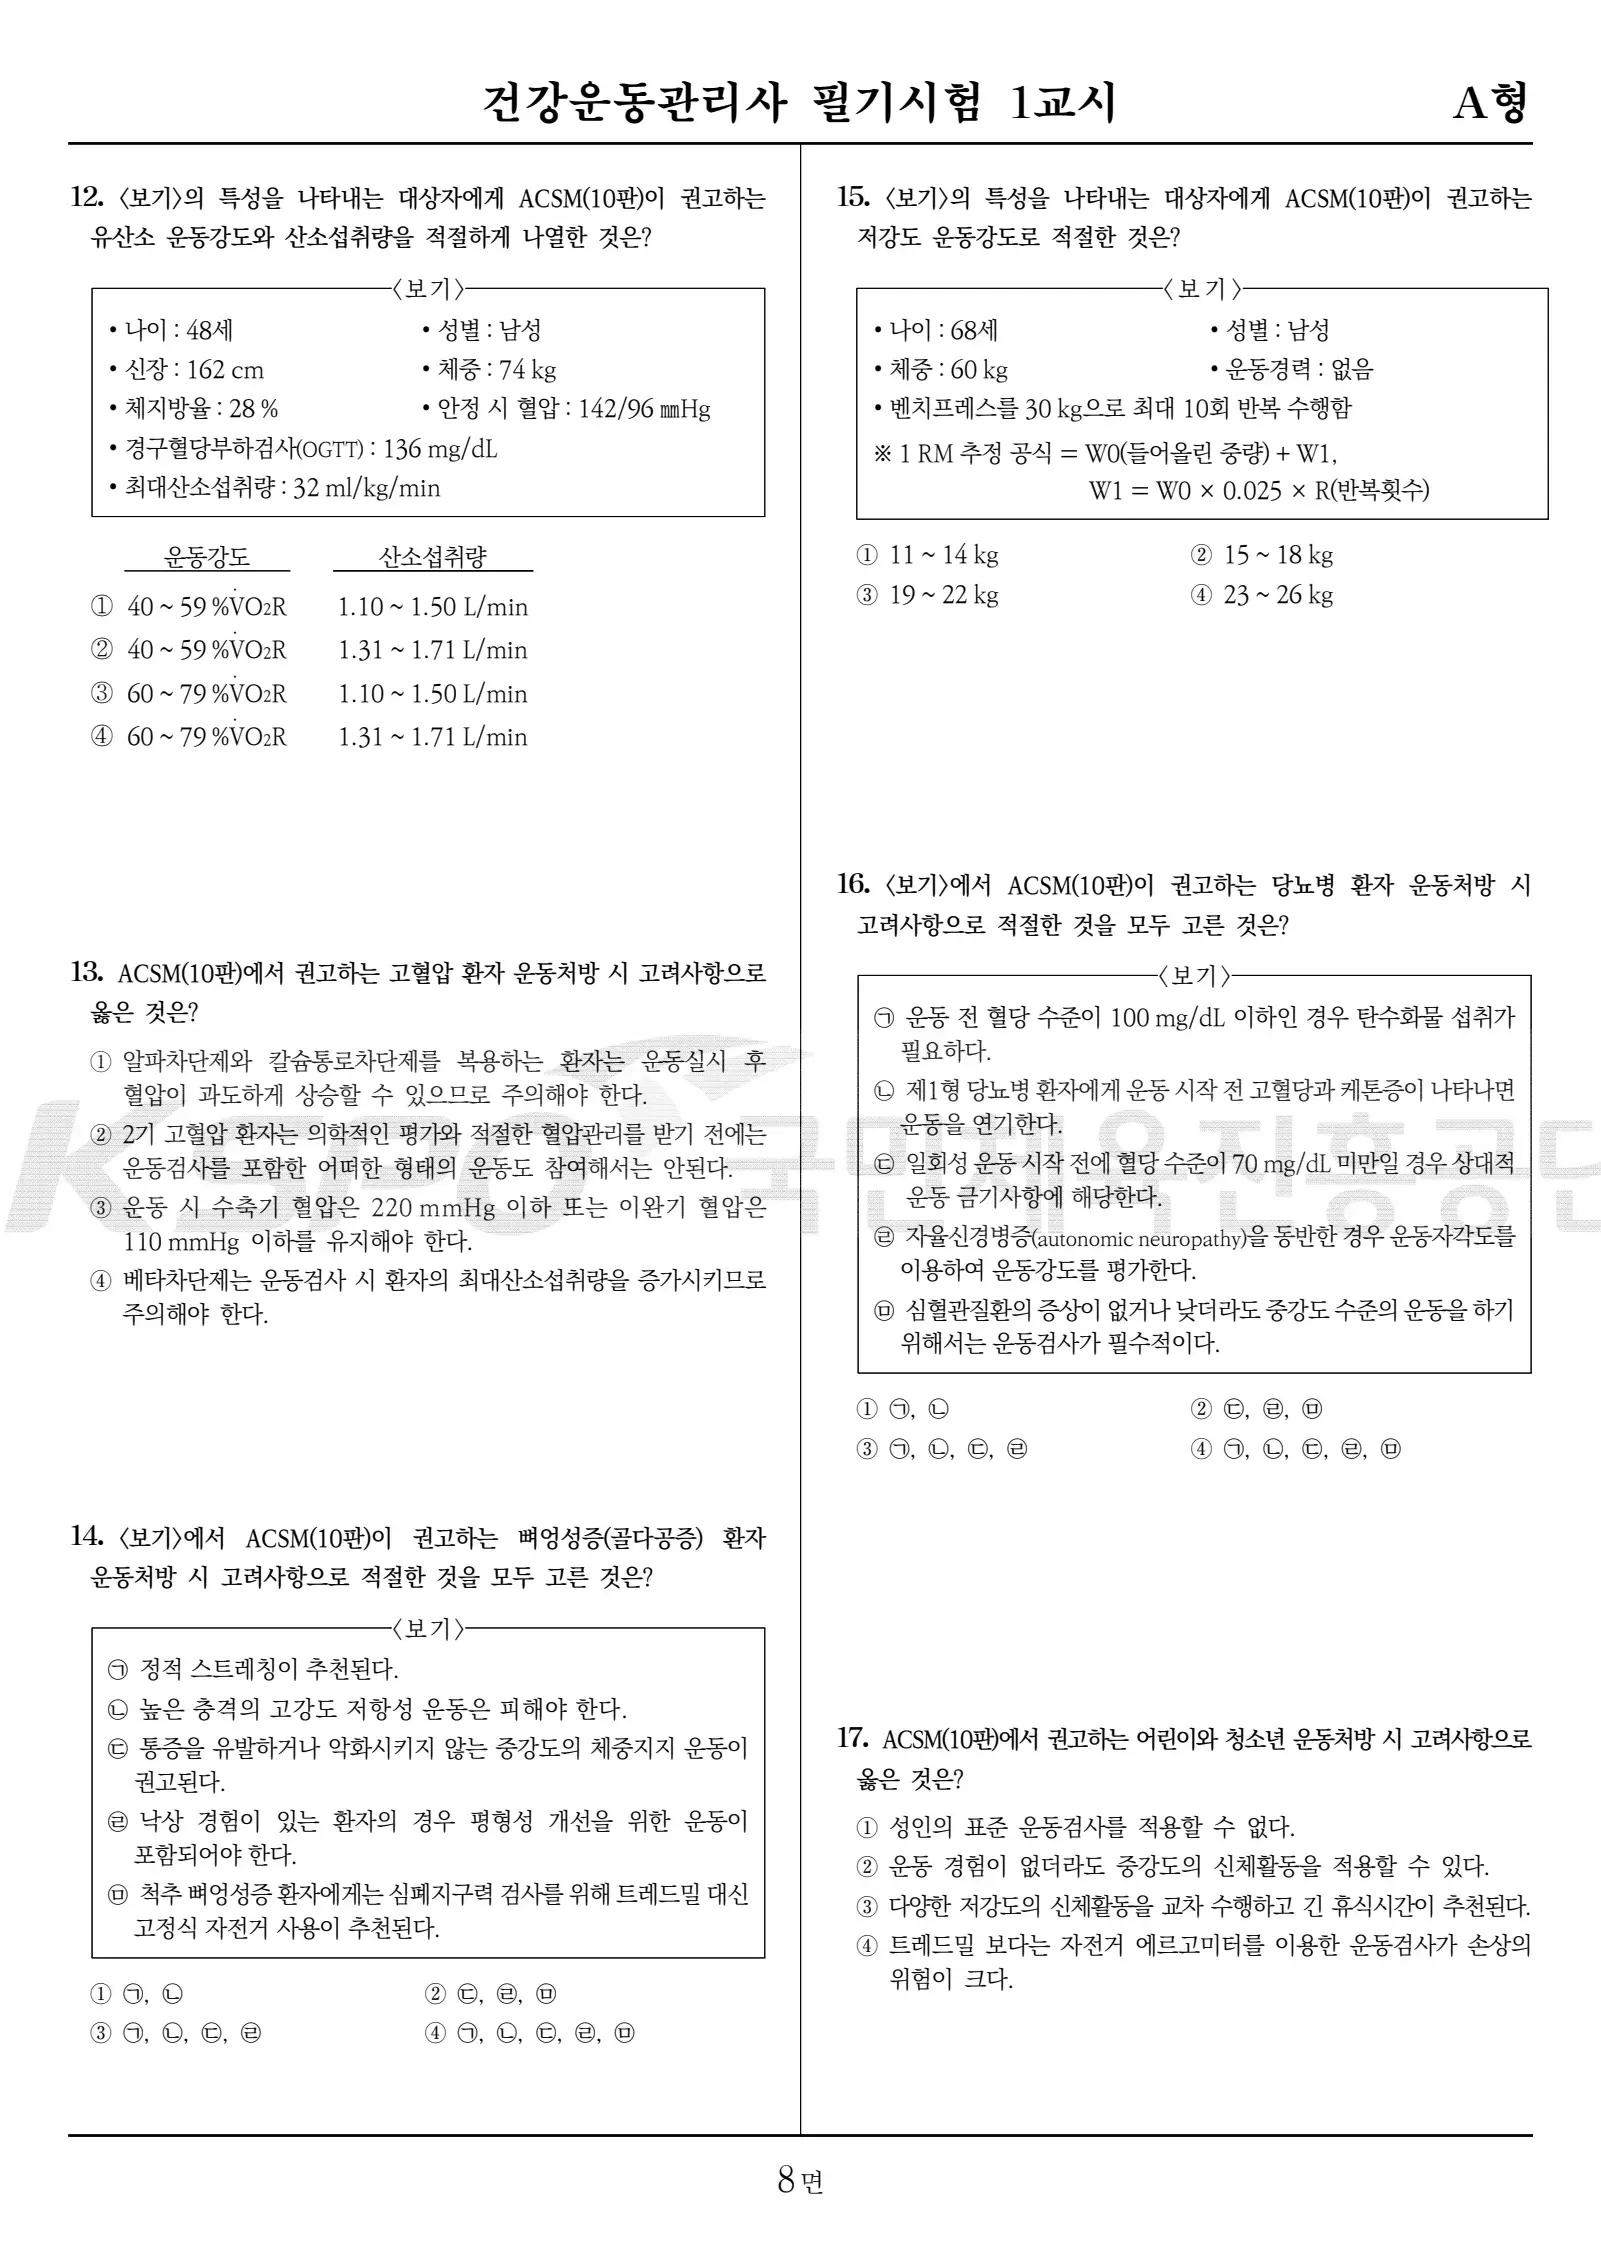 건강운동관리사 필기시험 1교시
A형
12. 〈보기〉의 특성을 나타내는 대상자에게 ACSM(10판)이 권고하는
유산소 운동강도와 산소섭취량을 적절하게 나열한 것은?
〈보기〉
• 나이 : 48세 • 성별 : 남성
• 신장 : 162 cm • 체중 : 74 kg
• 체지방율 : 28 % • 안정 시 혈압 : 142/96 ㎜Hg
• 경구혈당부하검사(OGTT) : 136 mg/dL
• 최대산소섭취량 : 32 ml/kg/min
운동강도 산소섭취량
① 40 ~ 59 %V̇O₂R 1.10 ~ 1.50 L/min
② 40 ~ 59 %V̇O₂R 1.31 ~ 1.71 L/min
③ 60 ~ 79 %V̇O₂R 1.10 ~ 1.50 L/min
④ 60 ~ 79 %V̇O₂R 1.31 ~ 1.71 L/min
13. ACSM(10판)에서 권고하는 고혈압 환자 운동처방 시 고려사항으로
옳은 것은?
① 알파차단제와 칼슘통로차단제를 복용하는 환자는 운동실시 후
혈압이 과도하게 상승할 수 있으므로 주의해야 한다.
② 2기 고혈압 환자는 의학적인 평가와 적절한 혈압관리를 받기 전에는
운동검사를 포함한 어떠한 형태의 운동도 참여해서는 안된다.
③ 운동 시 수축기 혈압은 220 mmHg 이하 또는 이완기 혈압은
110 mmHg 이하를 유지해야 한다.
④ 베타차단제는 운동검사 시 환자의 최대산소섭취량을 증가시키므로
주의해야 한다.
14. 〈보기〉에서 ACSM(10판)이 권고하는 뼈엉성증(골다공증) 환자
운동처방 시 고려사항으로 적절한 것을 모두 고른 것은?
〈보기〉
㉠ 정적 스트레칭이 추천된다.
㉡ 높은 충격의 고강도 저항성 운동은 피해야 한다.
㉢ 통증을 유발하거나 악화시키지 않는 중강도의 체중지지 운동이
권고된다.
㉣ 낙상 경험이 있는 환자의 경우 평형성 개선을 위한 운동이
포함되어야 한다.
㉤ 척추 뼈엉성증 환자에게는 심폐지구력 검사를 위해 트레드밀 대신
고정식 자전거 사용이 추천된다.
① ㉠, ㉡ ② ㉢, ㉣, ㉤
③ ㉠, ㉡, ㉢, ㉣ ④ ㉠, ㉡, ㉢, ㉣, ㉤
15. 〈보기〉의 특성을 나타내는 대상자에게 ACSM(10판)이 권고하는
저강도 운동강도로 적절한 것은?
〈보기〉
• 나이 : 68세 • 성별 : 남성
• 체중 : 60 kg • 운동경력 : 없음
• 벤치프레스를 30 kg으로 최대 10회 반복 수행함
※ 1 RM 추정 공식 = W0(들어올린 중량) + W1,
W1 = W0 × 0.025 × R(반복횟수)
① 11 ~ 14 kg ② 15 ~ 18 kg
③ 19 ~ 22 kg ④ 23 ~ 26 kg
16. 〈보기〉에서 ACSM(10판)이 권고하는 당뇨병 환자 운동처방 시
고려사항으로 적절한 것을 모두 고른 것은?
〈보기〉
㉠ 운동 전 혈당 수준이 100 mg/dL 이하인 경우 탄수화물 섭취가
필요하다.
㉡ 제1형 당뇨병 환자에게 운동 시작 전 고혈당과 케톤증이 나타나면
운동을 연기한다.
㉢ 일회성 운동 시작 전에 혈당 수준이 70 mg/dL 미만일 경우 상대적
운동 금기사항에 해당한다.
㉣ 자율신경병증(autonomic neuropathy)을 동반한 경우 운동자각도를
이용하여 운동강도를 평가한다.
㉤ 심혈관질환의 증상이 없거나 낮더라도 중강도 수준의 운동을 하기
위해서는 운동검사가 필수적이다.
① ㉠, ㉡ ② ㉢, ㉣, ㉤
③ ㉠, ㉡, ㉢, ㉣ ④ ㉠, ㉡, ㉢, ㉣, ㉤
17. ACSM(10판)에서 권고하는 어린이와 청소년 운동처방 시 고려사항으로
옳은 것은?
① 성인의 표준 운동검사를 적용할 수 없다.
② 운동 경험이 없더라도 중강도의 신체활동을 적용할 수 있다.
③ 다양한 저강도의 신체활동을 교차 수행하고 긴 휴식시간이 추천된다.
④ 트레드밀 보다는 자전거 에르고미터를 이용한 운동검사가 손상의
위험이 크다.
KSPO 국민체육진흥공단
8 면